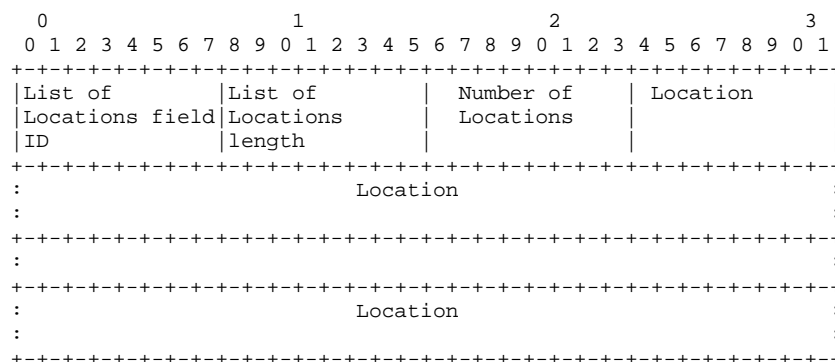 0                   1                   2                   3
 0 1 2 3 4 5 6 7 8 9 0 1 2 3 4 5 6 7 8 9 0 1 2 3 4 5 6 7 8 9 0 1
+-+-+-+-+-+-+-+-+-+-+-+-+-+-+-+-+-+-+-+-+-+-+-+-+-+-+-+-+-+-+-+--
|List of        |List of        |  Number of    | Location
|Locations field|Locations      |  Locations    |
|ID             |length         |               |
+-+-+-+-+-+-+-+-+-+-+-+-+-+-+-+-+-+-+-+-+-+-+-+-+-+-+-+-+-+-+-+--
:                          Location                             :
:                                                               :
+-+-+-+-+-+-+-+-+-+-+-+-+-+-+-+-+-+-+-+-+-+-+-+-+-+-+-+-+-+-+-+--
:                                                               :
+-+-+-+-+-+-+-+-+-+-+-+-+-+-+-+-+-+-+-+-+-+-+-+-+-+-+-+-+-+-+-+--
:                          Location                             :
:                                                               :
+-+-+-+-+-+-+-+-+-+-+-+-+-+-+-+-+-+-+-+-+-+-+-+-+-+-+-+-+-+-+-+--